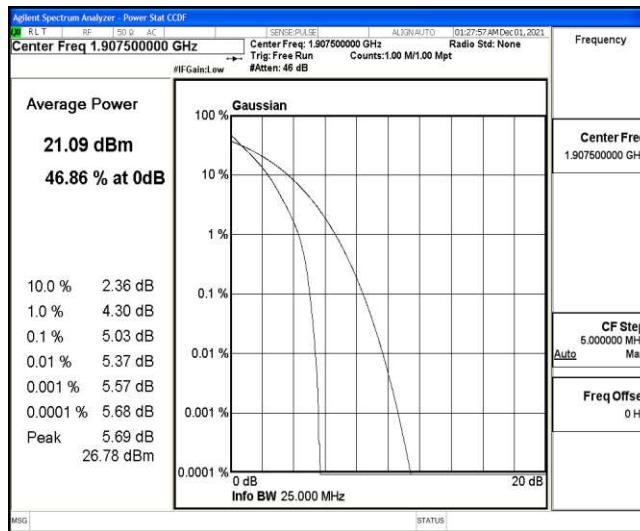 Agilent Spectrum Analyzer - Power Stat CCDF
R L T RF 50 Ω AC SENSE:PULSE ALIGN AUTO 01:27:57 AM Dec 01, 2021
Center Freq 1.907500000 GHz
Center Freq: 1.907500000 GHz Radio Std: None
Trig: Free Run Counts:1.00 M/1.00 Mpt
#IFGain:Low #Atten: 46 dB
Frequency
Average Power
21.09 dBm
46.86 % at 0dB
10.0 % 2.36 dB
1.0 % 4.30 dB
0.1 % 5.03 dB
0.01 % 5.37 dB
0.001 % 5.57 dB
0.0001 % 5.68 dB
Peak 5.69 dB
26.78 dBm
Gaussian
100 %
10 %
1 %
0.1 %
0.01 %
0.001 %
0.0001 %
0 dB 20 dB
Info BW 25.000 MHz
Center Fre
1.907500000 GH
CF Step
5.000000 MH
Auto Ma
Freq Offse
0 H
MSG STATUS